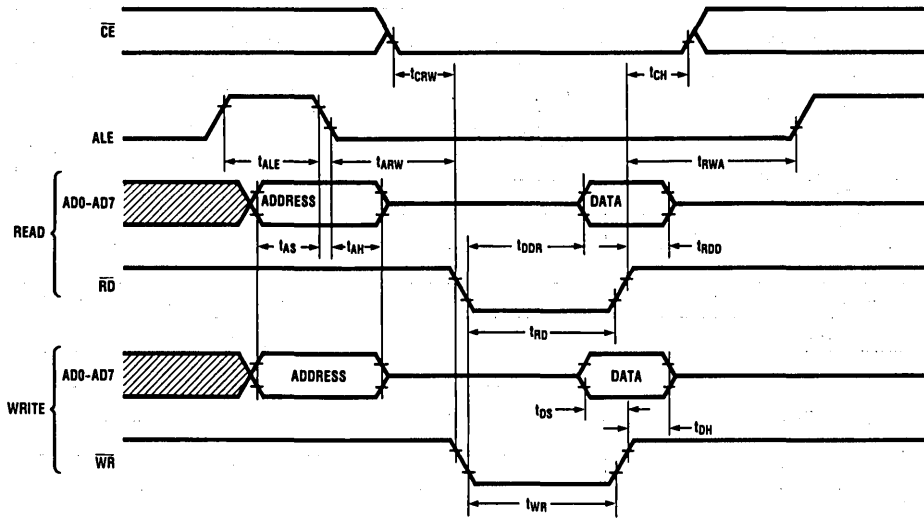 CE
tCRW
tCH
ALE
tALE
tARW
tRWA
READ
AD0-AD7
ADDRESS
DATA
tAS
tAH
tDDR
tRDD
RD
tRD
WRITE
AD0-AD7
ADDRESS
DATA
tDS
tDH
WR
tWR